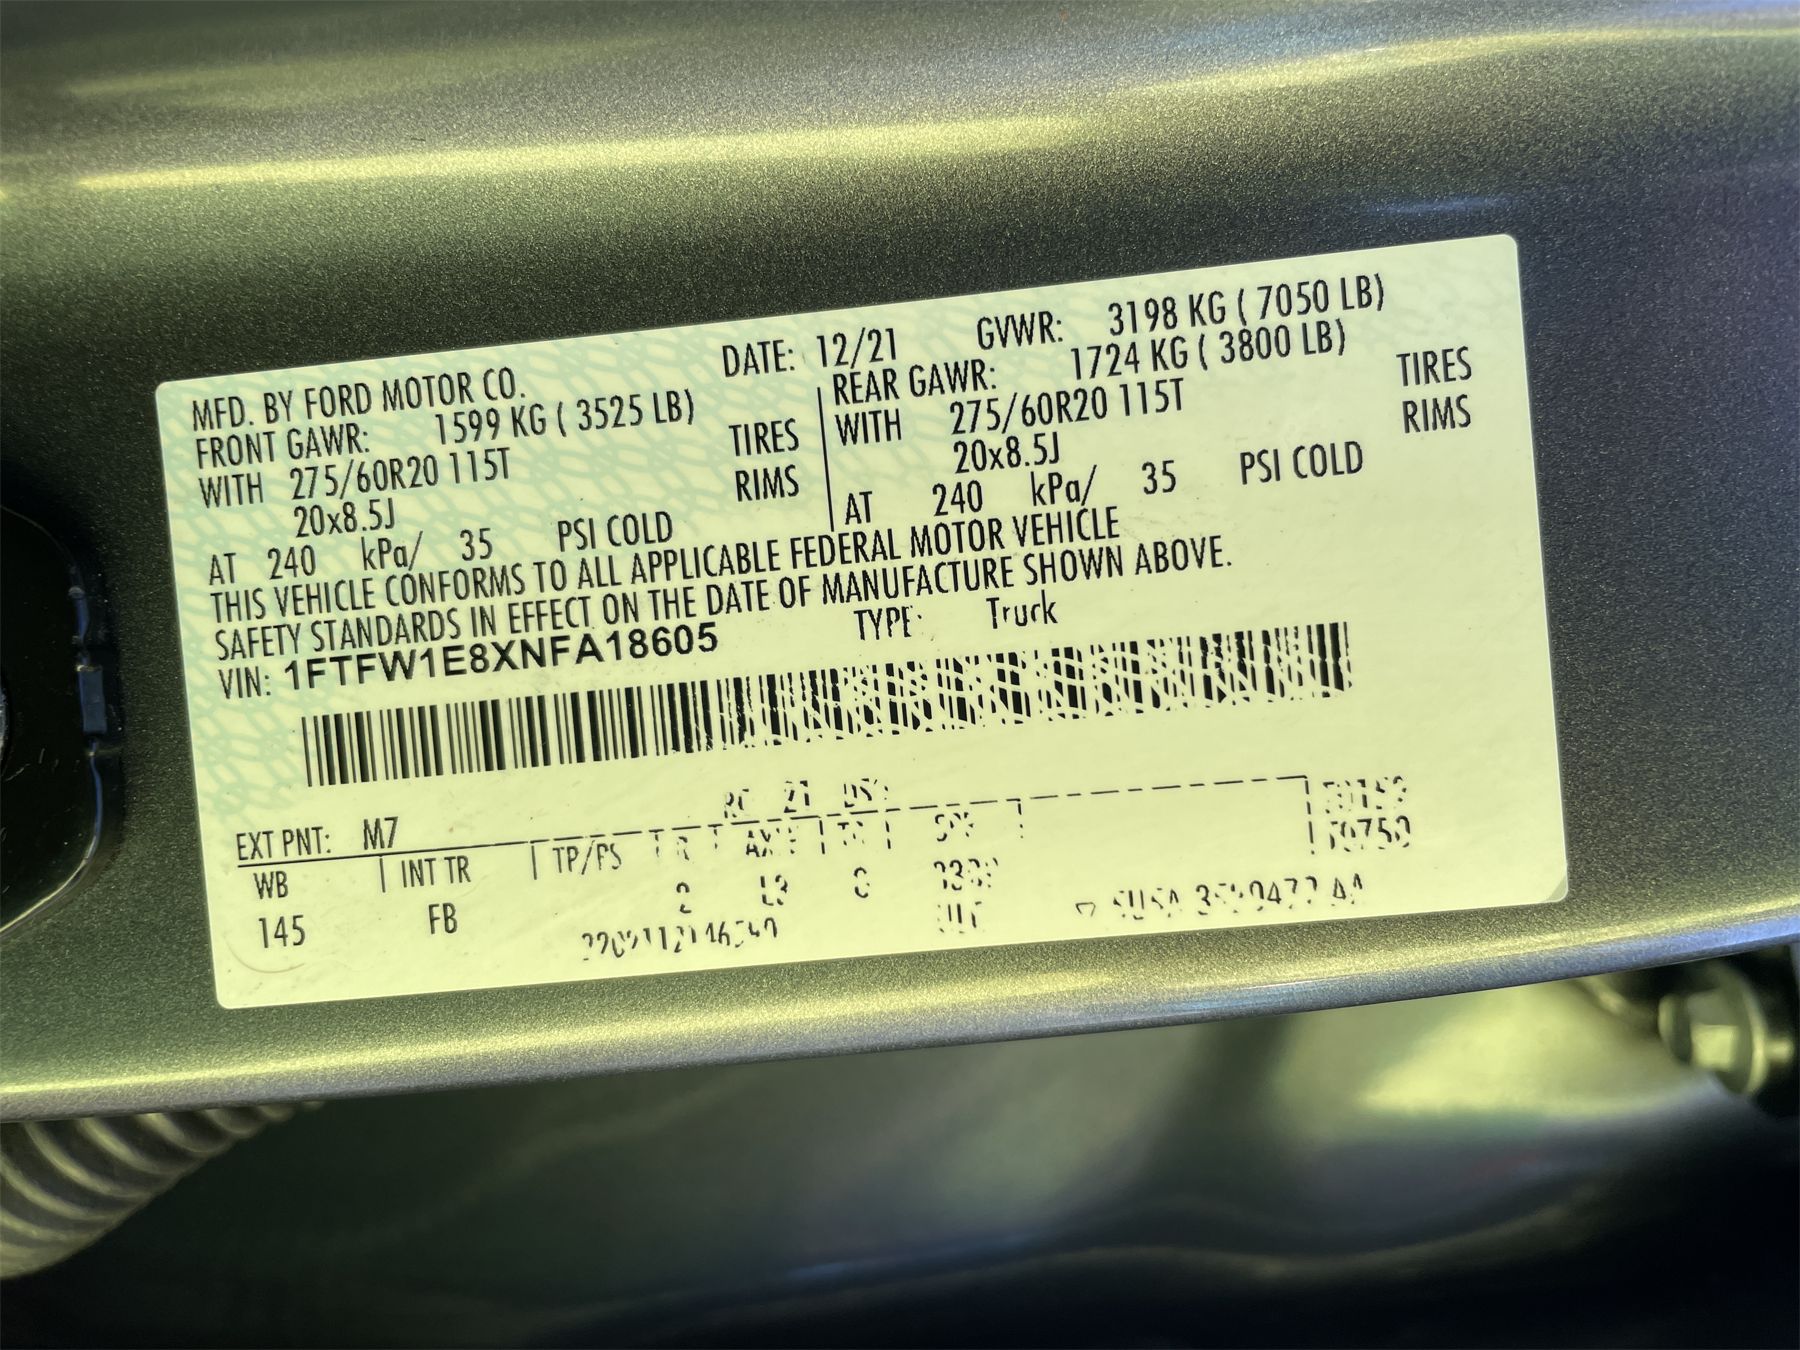 MFD. BY FORD MOTOR CO. DATE: 12/21 GVWR: 3198 KG ( 7050 LB)
FRONT GAWR: 1599 KG ( 3525 LB) REAR GAWR: 1724 KG ( 3800 LB)
WITH 275/60R20 115T TIRES WITH 275/60R20 115T TIRES
20x8.5J RIMS 20x8.5J RIMS
AT 240 kPa/ 35 PSI COLD AT 240 kPa/ 35 PSI COLD
THIS VEHICLE CONFORMS TO ALL APPLICABLE FEDERAL MOTOR VEHICLE
SAFETY STANDARDS IN EFFECT ON THE DATE OF MANUFACTURE SHOWN ABOVE.
VIN: 1FTFW1E8XNFA18605 TYPE: Truck
EXT PNT: M7
WB INT TR TP/PS R
145 FB 2 L3